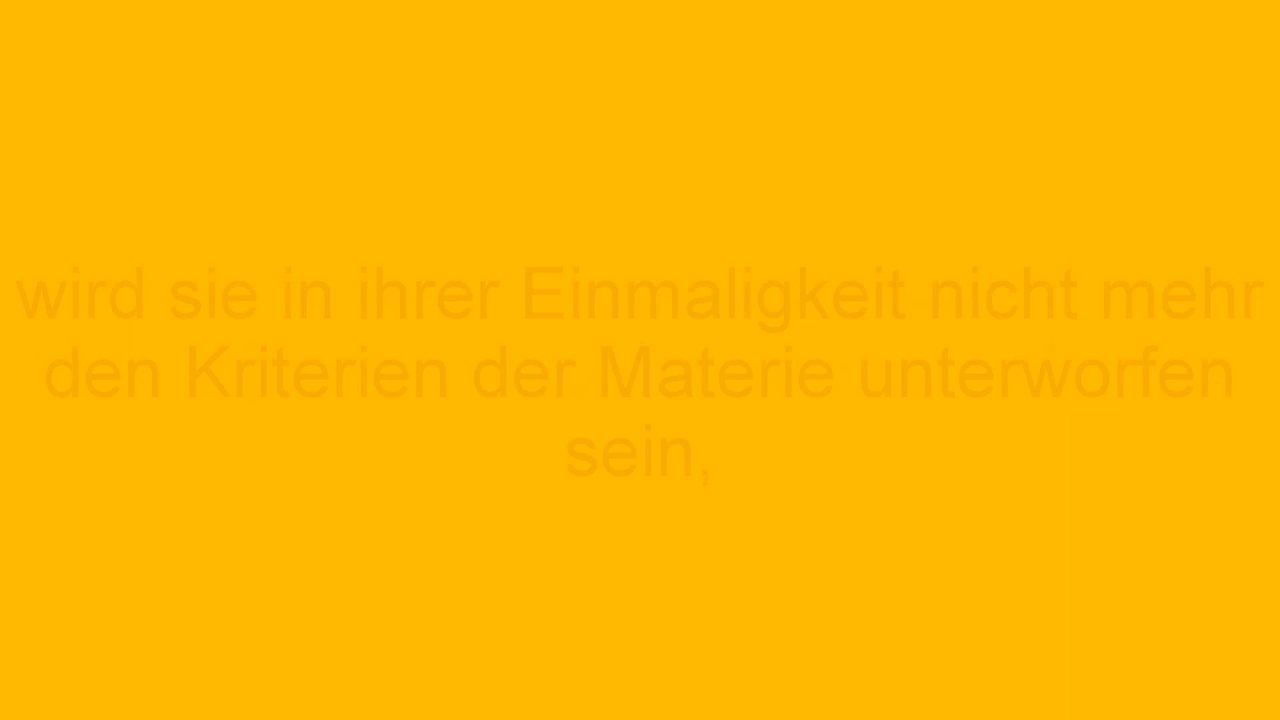 wird sie in ihrer Einmaligkeit nicht mehr
den Kriterien der Materie unterworfen
sein,